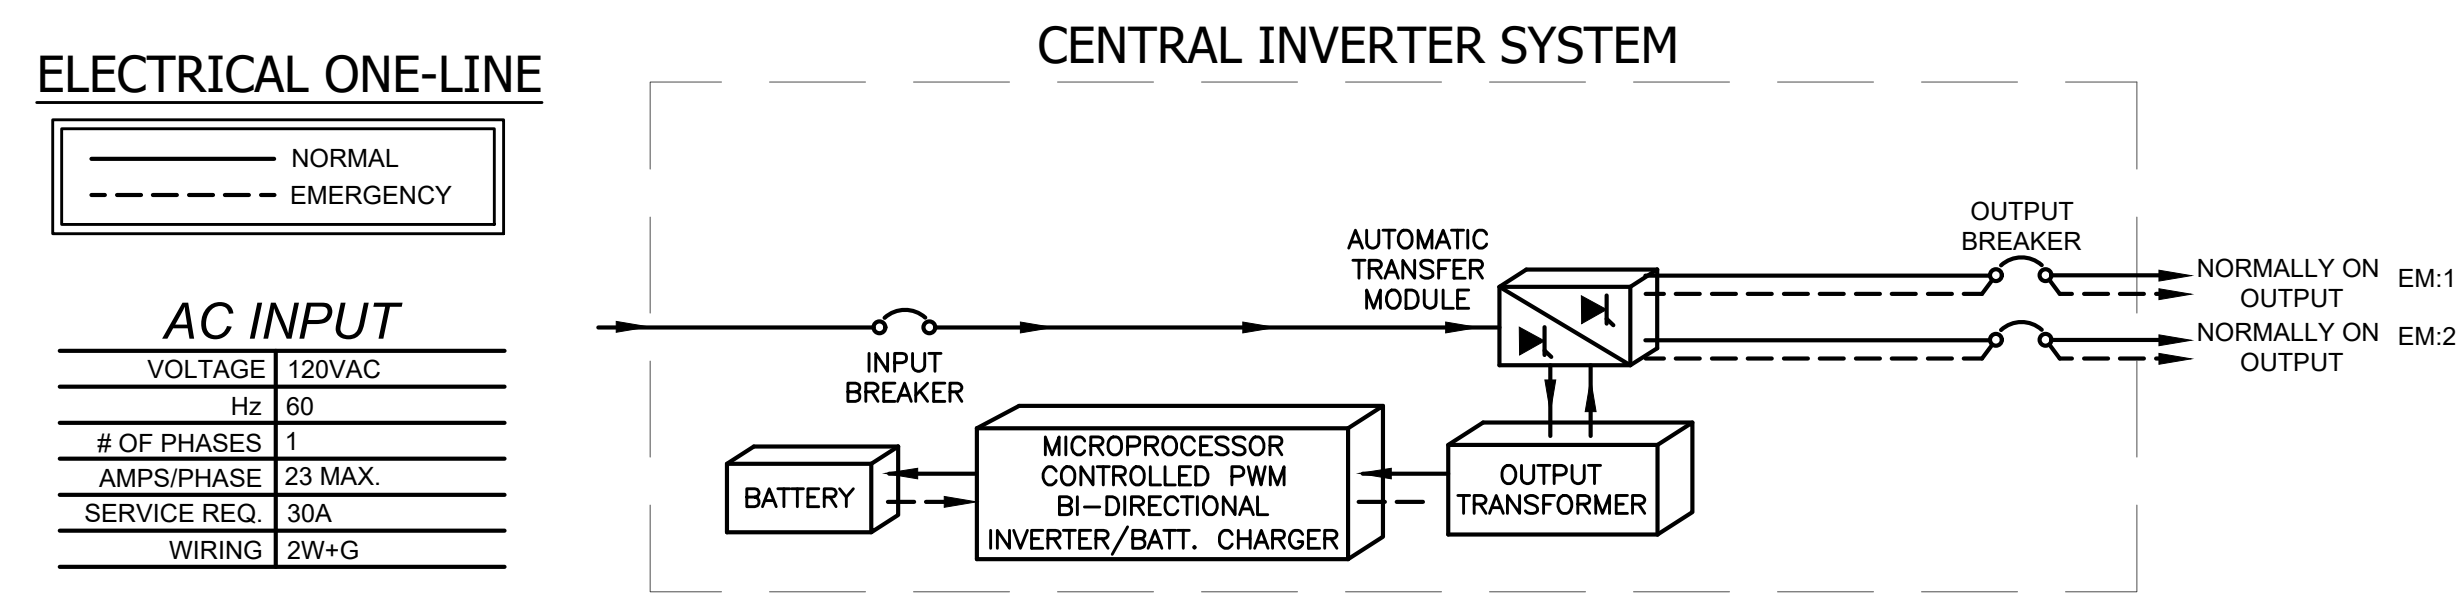 CENTRAL INVERTER SYSTEM
ELECTRICAL ONE-LINE
NORMAL
EMERGENCY
AC INPUT
VOLTAGE 120VAC
Hz 60
# OF PHASES 1
AMPS/PHASE 23 MAX.
SERVICE REQ. 30A
WIRING 2W+G
INPUT
BREAKER
AUTOMATIC
TRANSFER
MODULE
OUTPUT
BREAKER
NORMALLY ON EM:1
OUTPUT
NORMALLY ON EM:2
OUTPUT
BATTERY
MICROPROCESSOR
CONTROLLED PWM
BI-DIRECTIONAL
INVERTER/BATT. CHARGER
OUTPUT
TRANSFORMER